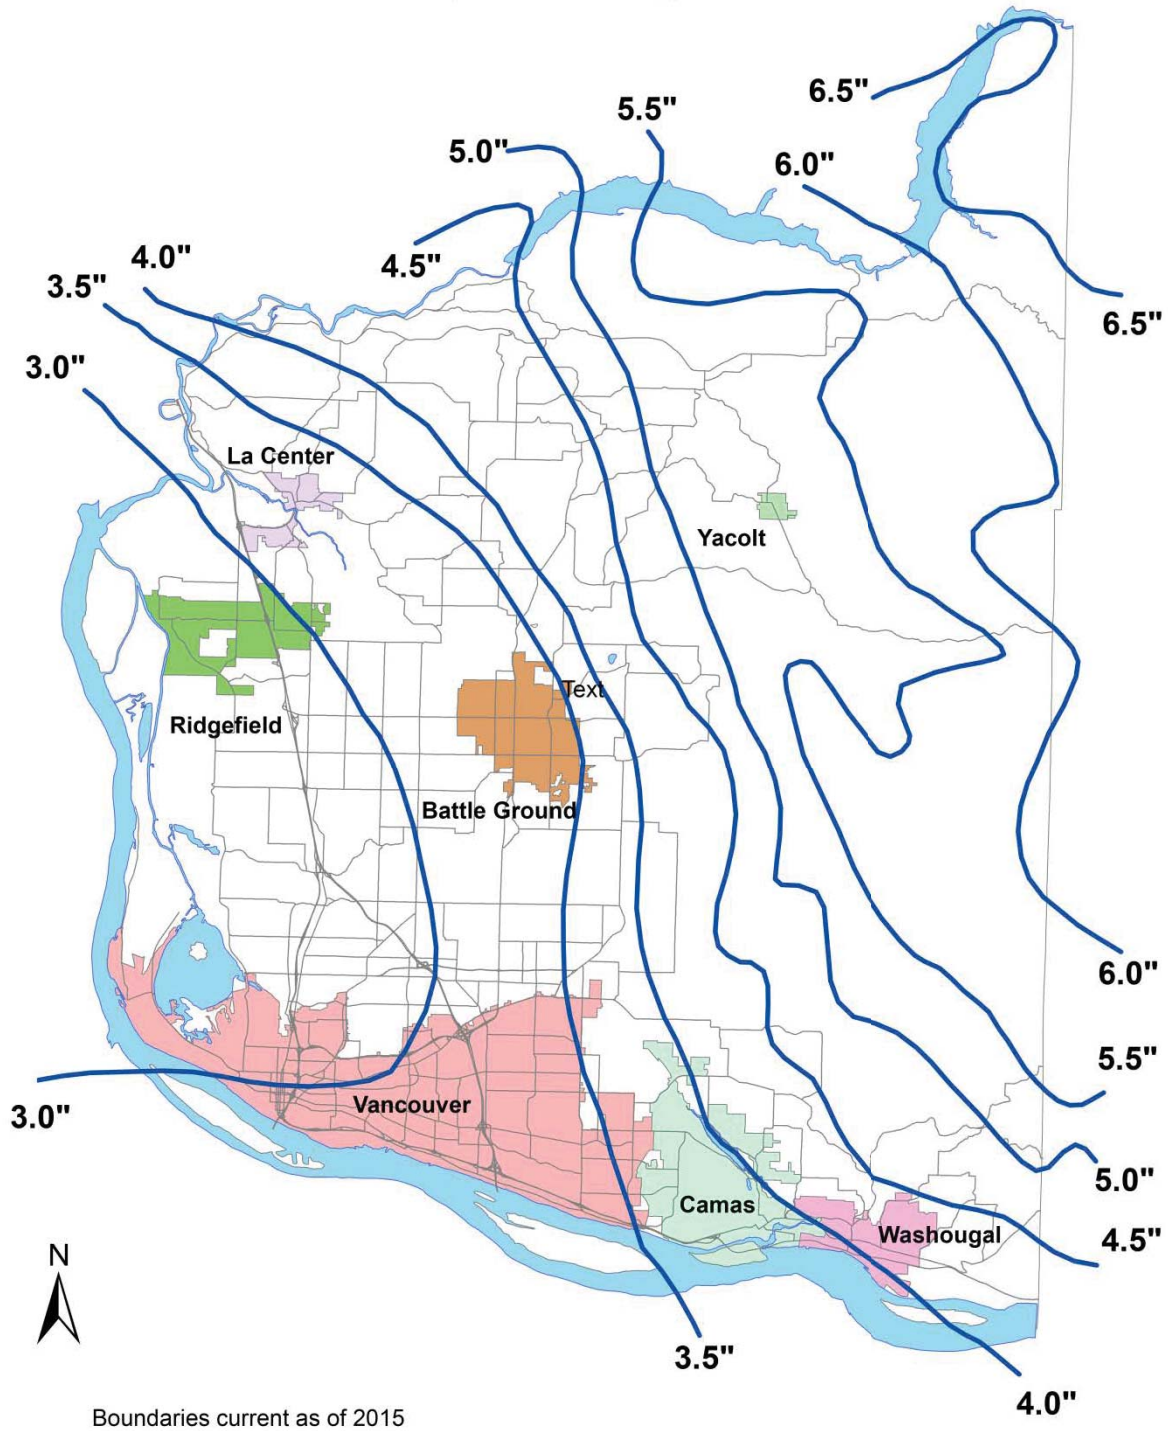 6.5"
5.5"
5.0"
6.0"
4.0"
4.5"
3.5"
6.5"
3.0"
La Center
Yacolt
Text
Ridgefield
Battle Ground
6.0"
5.5"
3.0"
Vancouver
5.0"
Camas
Washougal
4.5"
N
3.5"
4.0"
Boundaries current as of 2015